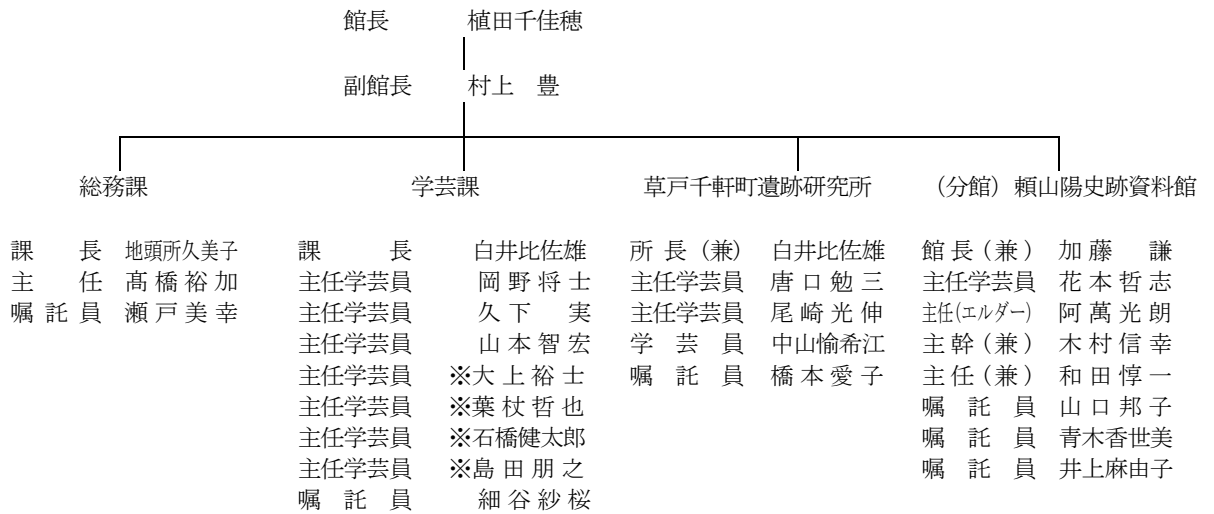 館長　植田千佳穂
副館長　村上　豊
総務課
課長　地頭所久美子
主任　髙橋裕加
嘱託員　瀬戸美幸
学芸課
課長　白井比佐雄
主任学芸員　岡野将士
主任学芸員　久下　実
主任学芸員　山本智宏
主任学芸員　※大上裕士
主任学芸員　※葉杖哲也
主任学芸員　※石橋健太郎
主任学芸員　※島田朋之
嘱託員　細谷紗桜
草戸千軒町遺跡研究所
所長（兼）　白井比佐雄
主任学芸員　唐口勉三
主任学芸員　尾崎光伸
学芸員　中山愉希江
嘱託員　橋本愛子
（分館）頼山陽史跡資料館
館長（兼）　加藤　謙
主任学芸員　花本哲志
主任(エルダー)　阿萬光朗
主幹（兼）　木村信幸
主任（兼）　和田惇一
嘱託員　山口邦子
嘱託員　青木香世美
嘱託員　井上麻由子